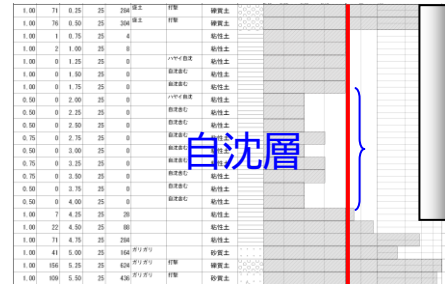 1.00 71 0.25 25 284 盛土 打撃 礫質土
1.00 76 0.50 25 304 盛土 打撃 礫質土
1.00 1 0.75 25 4 粘性土
1.00 2 1.00 25 8 粘性土
1.00 0 1.25 25 0 ハヤイ自沈 粘性土
1.00 0 1.50 25 0 自沈含む 粘性土
1.00 0 1.75 25 0 自沈含む 粘性土
0.50 0 2.00 25 0 ハヤイ自沈 粘性土
0.50 0 2.25 25 0 自沈含む 粘性土
0.50 0 2.50 25 0 自沈含む 粘性土
0.75 0 2.75 25 0 自沈含む 粘性土
0.50 0 3.00 25 0 自沈含む 粘性土
0.75 0 3.25 25 0 自沈含む 粘性土
0.75 0 3.50 25 0 自沈含む 粘性土
0.50 0 3.75 25 0 自沈含む 粘性土
0.50 0 4.00 25 0 自沈含む 粘性土
自沈層
1.00 7 4.25 25 28 粘性土
1.00 22 4.50 25 88 粘性土
1.00 71 4.75 25 284 粘性土
1.00 41 5.00 25 164 ガリガリ 砂質土
1.00 156 5.25 25 624 ガリガリ 打撃 礫質土
1.00 109 5.50 25 436 ガリガリ 打撃 砂質土